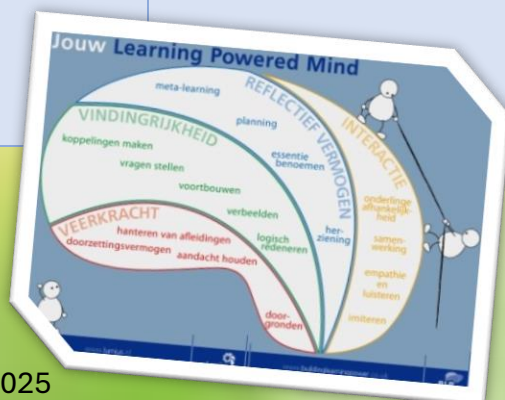 Jouw Learning Powered Mind
meta-learning
REFLECTIEF VERMOGEN
planning
essentie
benoemen
her-
ziening
VINDINGRIJKHEID
koppelingen maken
vragen stellen
voortbouwen
verbeelden
logisch
redeneren
INTERACTIE
onderlinge
afhankelijk-
heid
samen-
werking
empathie
en
luisteren
imiteren
VEERKRACHT
hanteren van afleidingen
doorzettingsvermogen
aandacht houden
door-
gronden
025